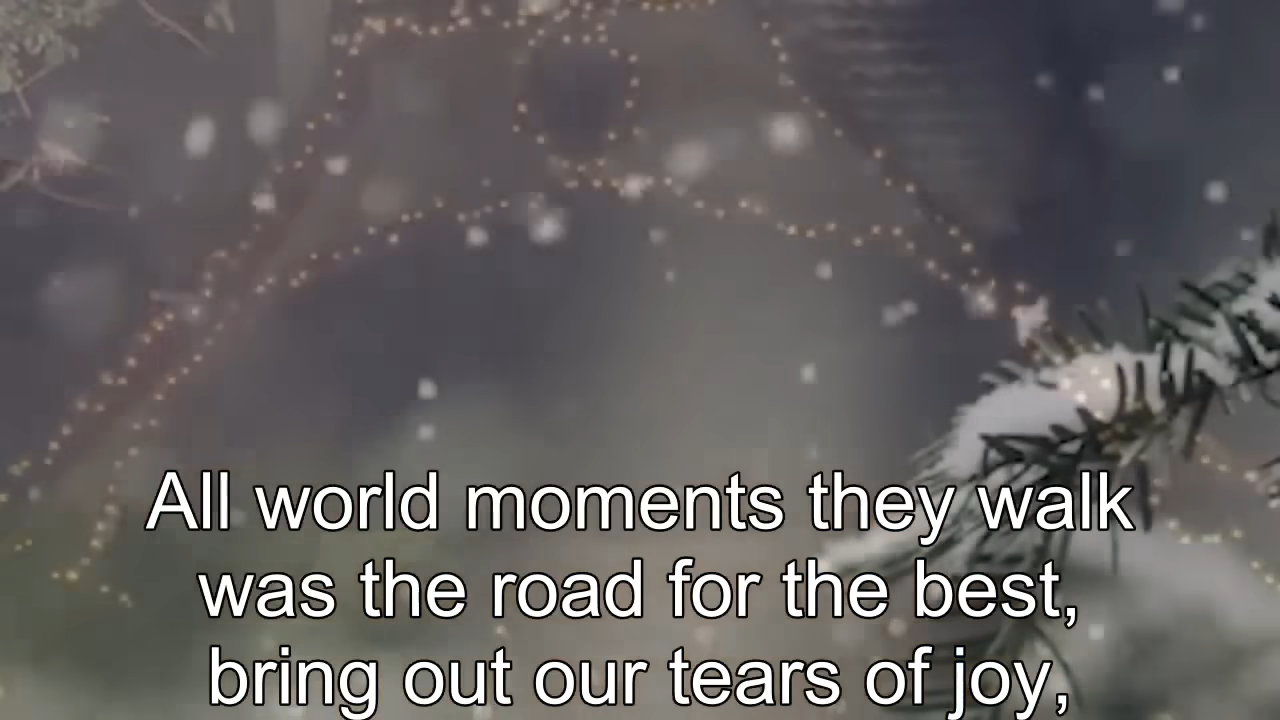 All world moments they walk
was the road for the best,
bring out our tears of joy,